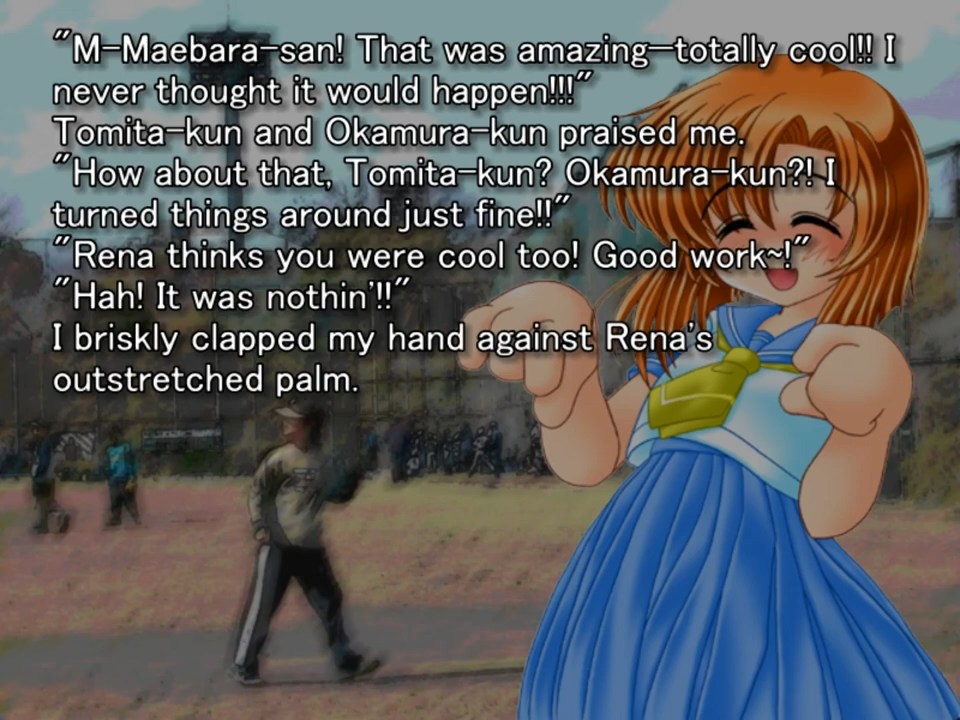 "M-Maebara-san! That was amazing—totally cool!! I
never thought it would happen!!!"
Tomita-kun and Okamura-kun praised me.
"How about that, Tomita-kun? Okamura-kun?! I
turned things around just fine!!"
"Rena thinks you were cool too! Good work~!"
"Hah! It was nothin'!!"
I briskly clapped my hand against Rena's
outstretched palm.